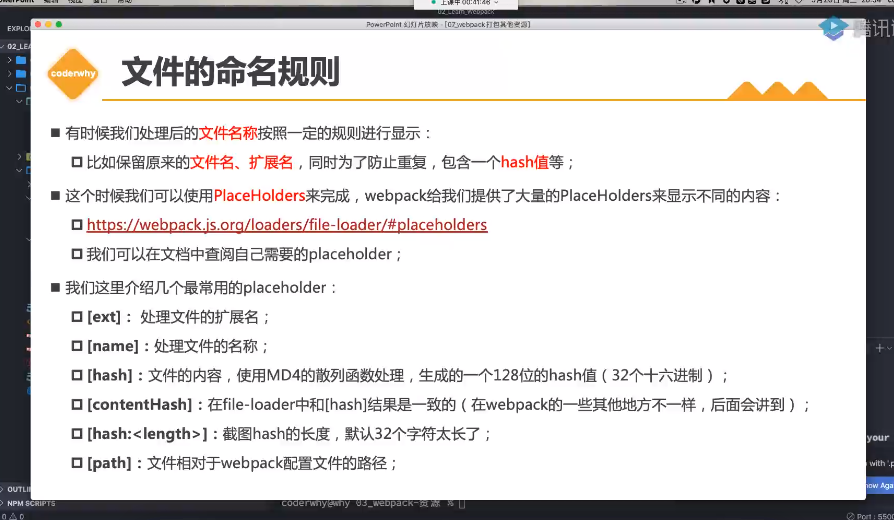 上课中 00:41:46
PowerPoint 幻灯片放映 - [07_webpack打包其他资源]
EXPLO
02_LE
腾讯
coderwhy
文件的命名规则
有时候我们处理后的文件名称按照一定的规则进行显示：
比如保留原来的文件名、扩展名，同时为了防止重复，包含一个hash值等；
这个时候我们可以使用PlaceHolders来完成，webpack给我们提供了大量的PlaceHolders来显示不同的内容：
https://webpack.js.org/loaders/file-loader/#placeholders
我们可以在文档中查阅自己需要的placeholder；
我们这里介绍几个最常用的placeholder：
[ext]： 处理文件的扩展名；
[name]：处理文件的名称；
[hash]：文件的内容，使用MD4的散列函数处理，生成的一个128位的hash值（32个十六进制）；
[contentHash]：在file-loader中和[hash]结果是一致的（在webpack的一些其他地方不一样，后面会讲到）；
[hash:<length>]：截图hash的长度，默认32个字符太长了；
[path]：文件相对于webpack配置文件的路径；
your
with '.p
now Aga
OUTLIN
NPM SCRIPTS
coderwhy@why 03_webpack-资源 %
0 0
Port : 5500